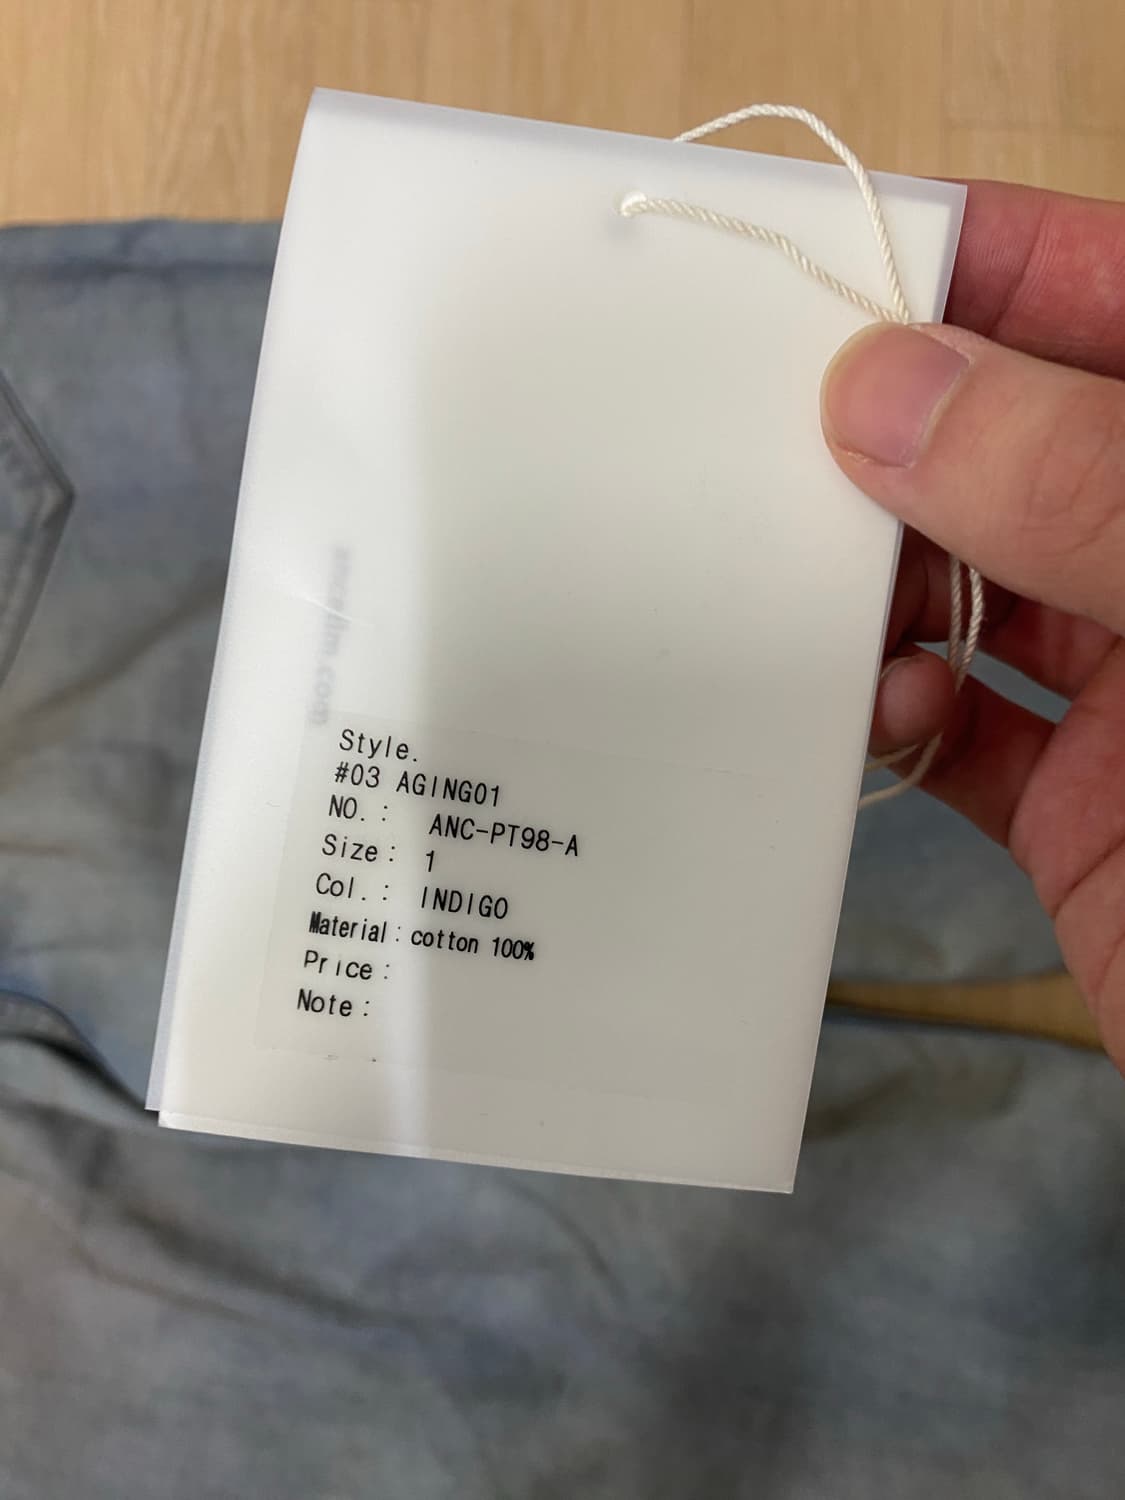 Style.
#03 AGING01
NO. : ANC-PT98-A
Size : 1
Col. : INDIGO
Material : cotton 100%
Price :
Note :